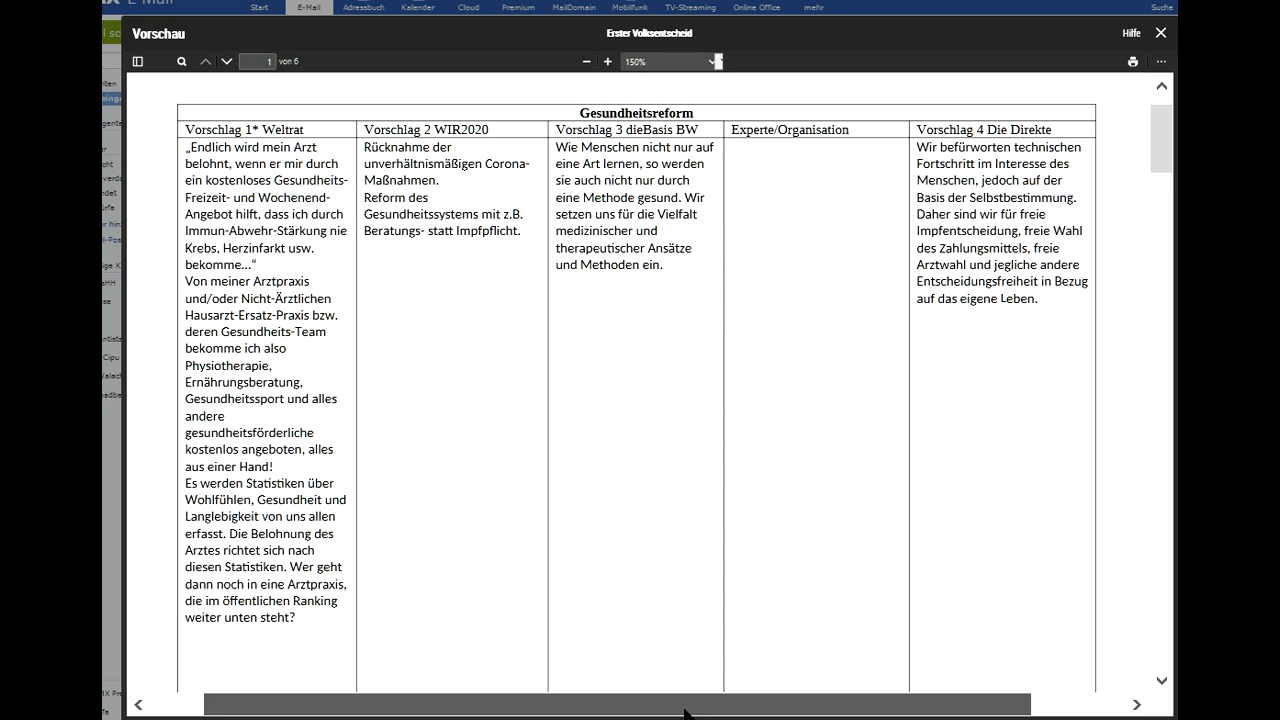 E-Mail
Start E-Mail Adressbuch Kalender Cloud Premium MailDomain Mobilfunk TV-Streaming Online Office mehr Suche
Vorschau Erster Volksentscheid Hilfe
1 von 6 150%
Gesundheitsreform
Vorschlag 1* Weltrat
„Endlich wird mein Arzt
belohnt, wenn er mir durch
ein kostenloses Gesundheits-
Freizeit- und Wochenend-
Angebot hilft, dass ich durch
Immun-Abwehr-Stärkung nie
Krebs, Herzinfarkt usw.
bekomme...“
Von meiner Arztpraxis
und/oder Nicht-Ärztlichen
Hausarzt-Ersatz-Praxis bzw.
deren Gesundheits-Team
bekomme ich also
Physiotherapie,
Ernährungsberatung,
Gesundheitssport und alles
andere
gesundheitsförderliche
kostenlos angeboten, alles
aus einer Hand!
Es werden Statistiken über
Wohlfühlen, Gesundheit und
Langlebigkeit von uns allen
erfasst. Die Belohnung des
Arztes richtet sich nach
diesen Statistiken. Wer geht
dann noch in eine Arztpraxis,
die im öffentlichen Ranking
weiter unten steht?
Vorschlag 2 WIR2020
Rücknahme der
unverhältnismäßigen Corona-
Maßnahmen.
Reform des
Gesundheitssystems mit z.B.
Beratungs- statt Impfpflicht.
Vorschlag 3 dieBasis BW
Wie Menschen nicht nur auf
eine Art lernen, so werden
sie auch nicht nur durch
eine Methode gesund. Wir
setzen uns für die Vielfalt
medizinischer und
therapeutischer Ansätze
und Methoden ein.
Experte/Organisation
Vorschlag 4 Die Direkte
Wir befürworten technischen
Fortschritt im Interesse des
Menschen, jedoch auf der
Basis der Selbstbestimmung.
Daher sind wir für freie
Impfentscheidung, freie Wahl
des Zahlungsmittels, freie
Arztwahl und jegliche andere
Entscheidungsfreiheit in Bezug
auf das eigene Leben.